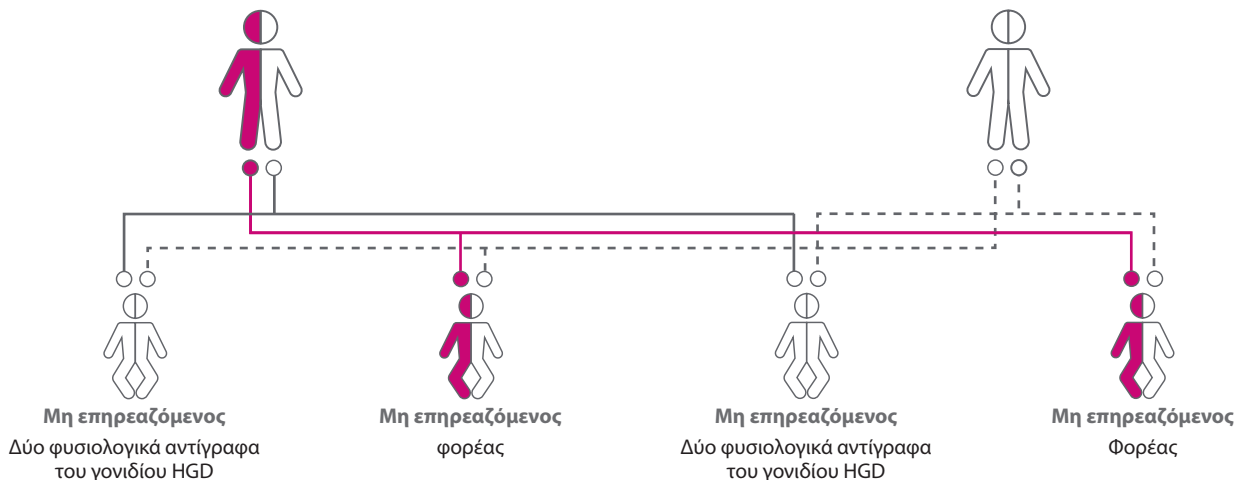 Μη επηρεαζόμενος
Δύο φυσιολογικά αντίγραφα
του γονιδίου HGD
Μη επηρεαζόμενος
φορέας
Μη επηρεαζόμενος
Δύο φυσιολογικά αντίγραφα
του γονιδίου HGD
Μη επηρεαζόμενος
Φορέας